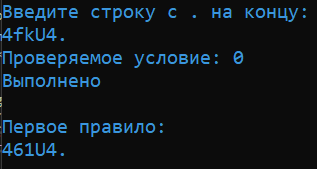 Введите строку с . на концу:
4fkU4.
Проверяемое условие: 0
Выполнено
Первое правило:
461U4.